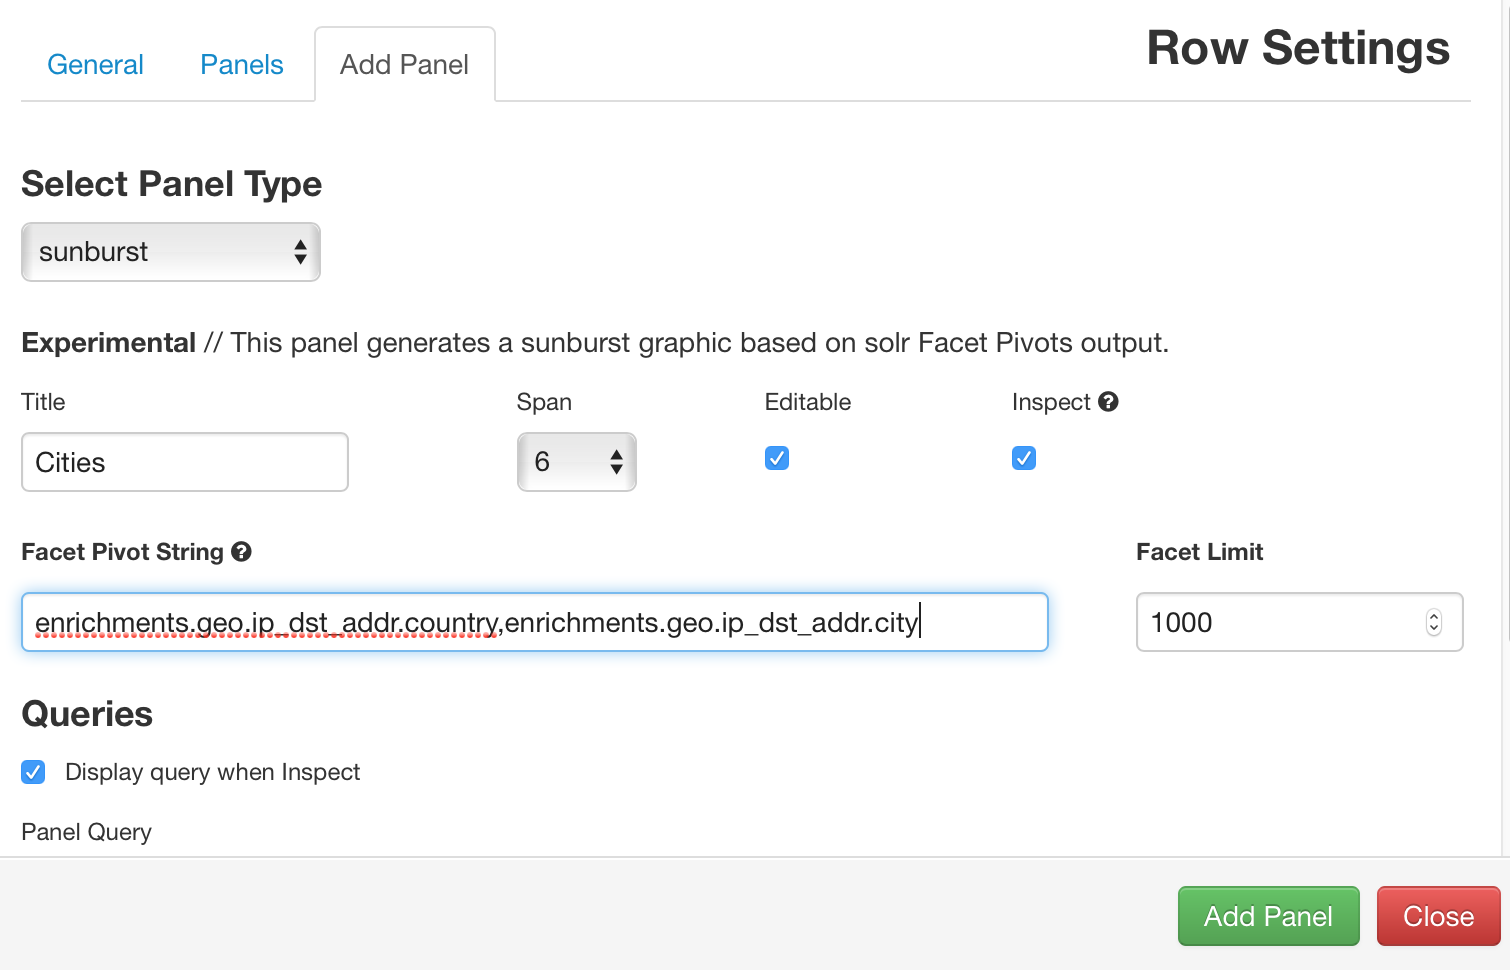 General Panels Add Panel Row Settings
Select Panel Type
sunburst
Experimental // This panel generates a sunburst graphic based on solr Facet Pivots output.
Title Span Editable Inspect
Cities 6
Facet Pivot String Facet Limit
enrichments.geo.ip_dst_addr.country,enrichments.geo.ip_dst_addr.city 1000
Queries
Display query when Inspect
Panel Query
Add Panel Close